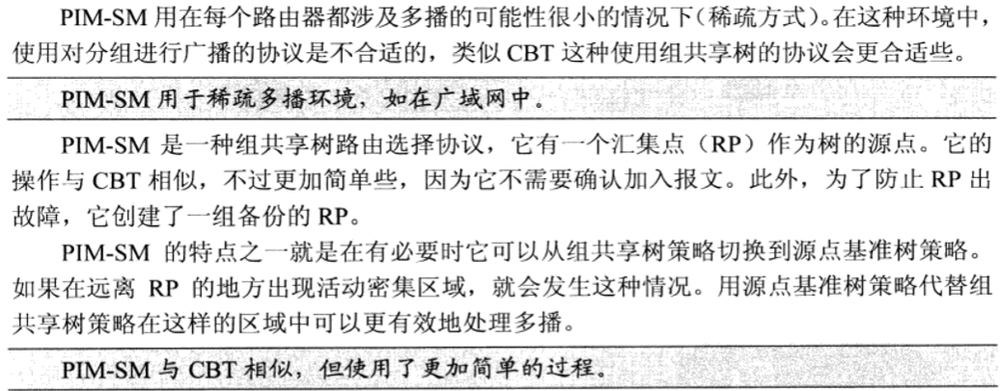 PIM-SM 用在每个路由器都涉及多播的可能性很小的情况下(稀疏方式)。在这种环境中，
使用对分组进行广播的协议是不合适的，类似 CBT 这种使用组共享树的协议会更合适些。
PIM-SM 用于稀疏多播环境，如在广域网中。
PIM-SM 是一种组共享树路由选择协议，它有一个汇集点（RP）作为树的源点。它的
操作与 CBT 相似，不过更加简单些，因为它不需要确认加入报文。此外，为了防止 RP 出
故障，它创建了一组备份的 RP。
PIM-SM 的特点之一就是在有必要时它可以从组共享树策略切换到源点基准树策略。
如果在远离 RP 的地方出现活动密集区域，就会发生这种情况。用源点基准树策略代替组
共享树策略在这样的区域中可以更有效地处理多播。
PIM-SM 与 CBT 相似，但使用了更加简单的过程。